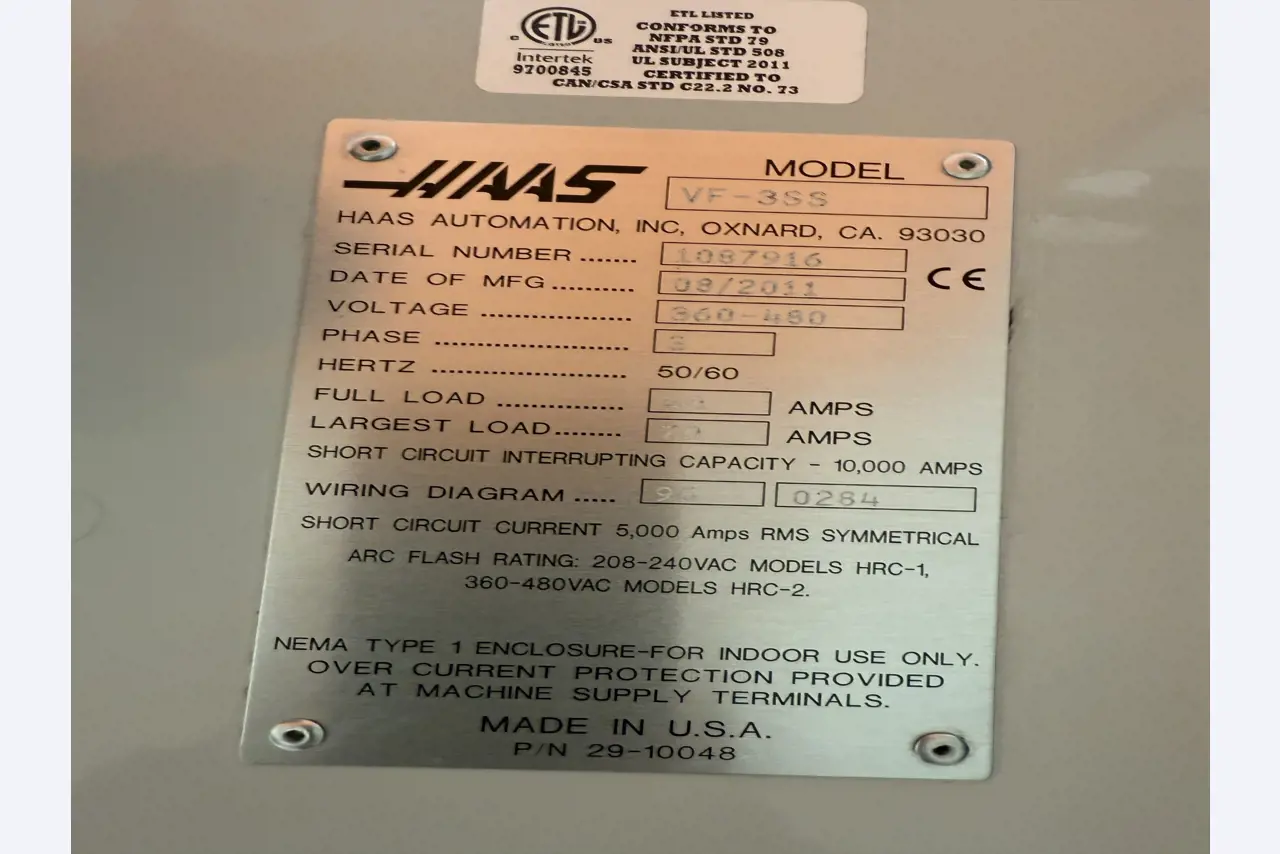 ETL LISTED
CONFORMS TO
NFPA STD 79
ANSI/UL STD 508
UL SUBJECT 2011
CERTIFIED TO
CAN/CSA STD C22.2 NO. 73
C ETL US
Intertek
9700845
HAAS
MODEL
VF-3SS
HAAS AUTOMATION, INC, OXNARD, CA. 93030
SERIAL NUMBER ....... 1087916
DATE OF MFG.......... 08/2011
VOLTAGE .................. 360-480
PHASE ....................... 3
HERTZ ....................... 50/60
FULL LOAD ............... AMPS
LARGEST LOAD........ AMPS
CE
SHORT CIRCUIT INTERRUPTING CAPACITY - 10,000 AMPS
WIRING DIAGRAM ..... 0284
SHORT CIRCUIT CURRENT 5,000 Amps RMS SYMMETRICAL
ARC FLASH RATING: 208-240VAC MODELS HRC-1,
360-480VAC MODELS HRC-2.
NEMA TYPE 1 ENCLOSURE-FOR INDOOR USE ONLY.
OVER CURRENT PROTECTION PROVIDED
AT MACHINE SUPPLY TERMINALS.
MADE IN U.S.A.
P/N 29-10048